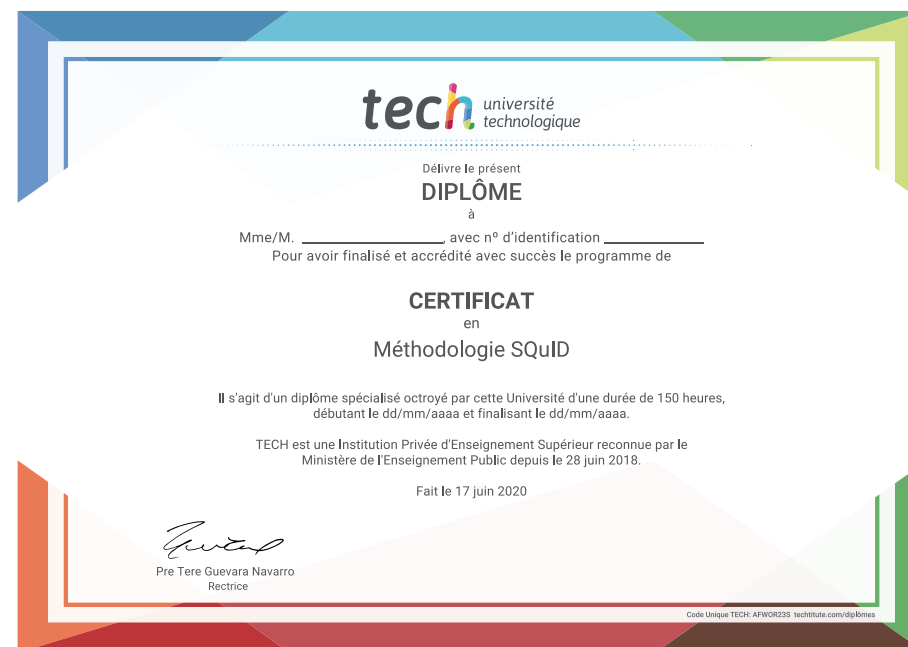 tech université
technologique
Délivre le présent
DIPLÔME
à
Mme/M. ____________________, avec nº d'identification ______________
Pour avoir finalisé et accrédité avec succès le programme de
CERTIFICAT
en
Méthodologie SQuID
Il s'agit d'un diplôme spécialisé octroyé par cette Université d'une durée de 150 heures,
débutant le dd/mm/aaaa et finalisant le dd/mm/aaaa.
TECH est une Institution Privée d'Enseignement Supérieur reconnue par le
Ministère de l'Enseignement Public depuis le 28 juin 2018.
Fait le 17 juin 2020
Pre Tere Guevara Navarro
Rectrice
Code Unique TECH: AFWOR23S techtitute.com/diplômes